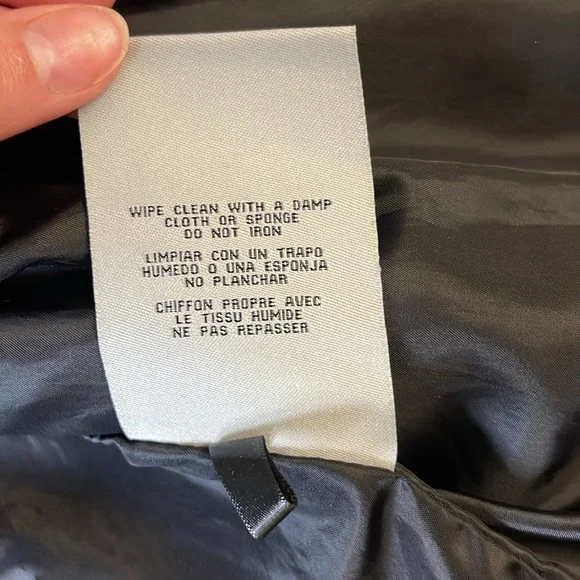 WIPE CLEAN WITH A DAMP
CLOTH OR SPONGE
DO NOT IRON
LIMPIAR CON UN TRAPO
HUMEDO O UNA ESPONJA
NO PLANCHAR
CHIFFON PROPRE AVEC
LE TISSU HUMIDE
NE PAS REPASSER